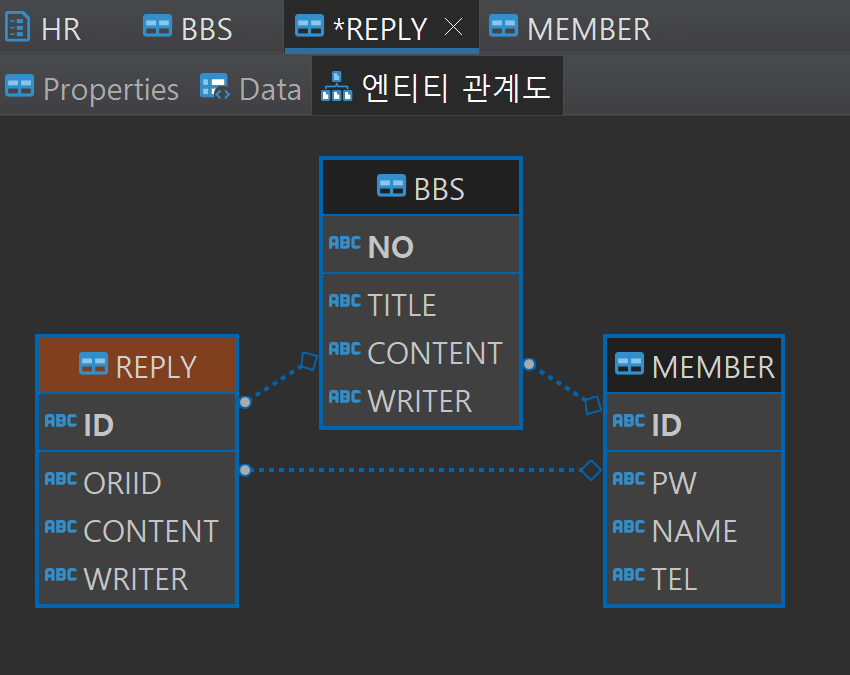 HR BBS *REPLY MEMBER
Properties Data 엔티티 관계도
BBS
ABC NO
ABC TITLE
ABC CONTENT
ABC WRITER
REPLY
ABC ID
ABC ORIID
ABC CONTENT
ABC WRITER
MEMBER
ABC ID
ABC PW
ABC NAME
ABC TEL